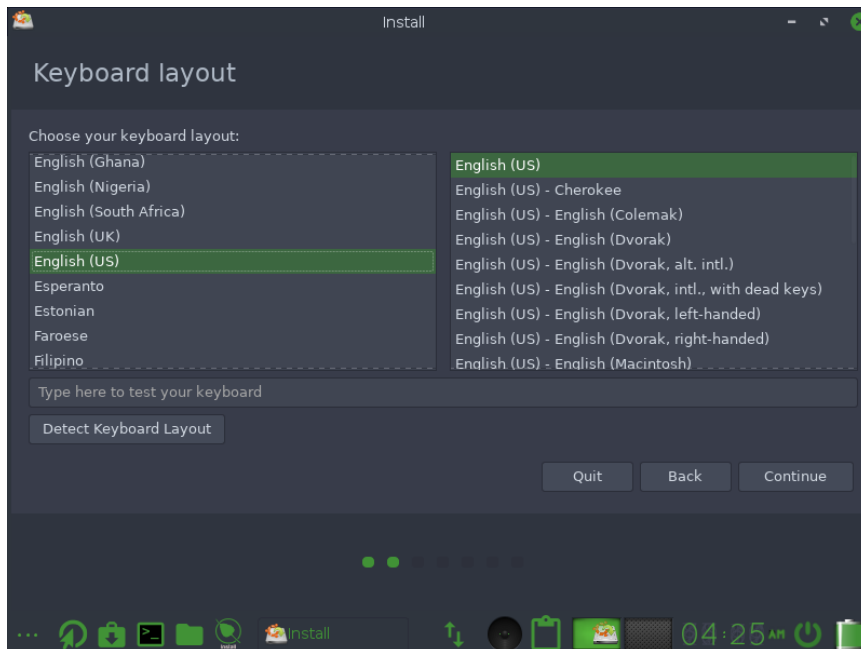 Install
Keyboard layout
Choose your keyboard layout:
English (Ghana)
English (Nigeria)
English (South Africa)
English (UK)
English (US)
Esperanto
Estonian
Faroese
Filipino
English (US)
English (US) - Cherokee
English (US) - English (Colemak)
English (US) - English (Dvorak)
English (US) - English (Dvorak, alt. intl.)
English (US) - English (Dvorak, intl., with dead keys)
English (US) - English (Dvorak, left-handed)
English (US) - English (Dvorak, right-handed)
English (US) - English (Macintosh)
Type here to test your keyboard
Detect Keyboard Layout
Quit
Back
Continue
Install
Install
04:25 AM